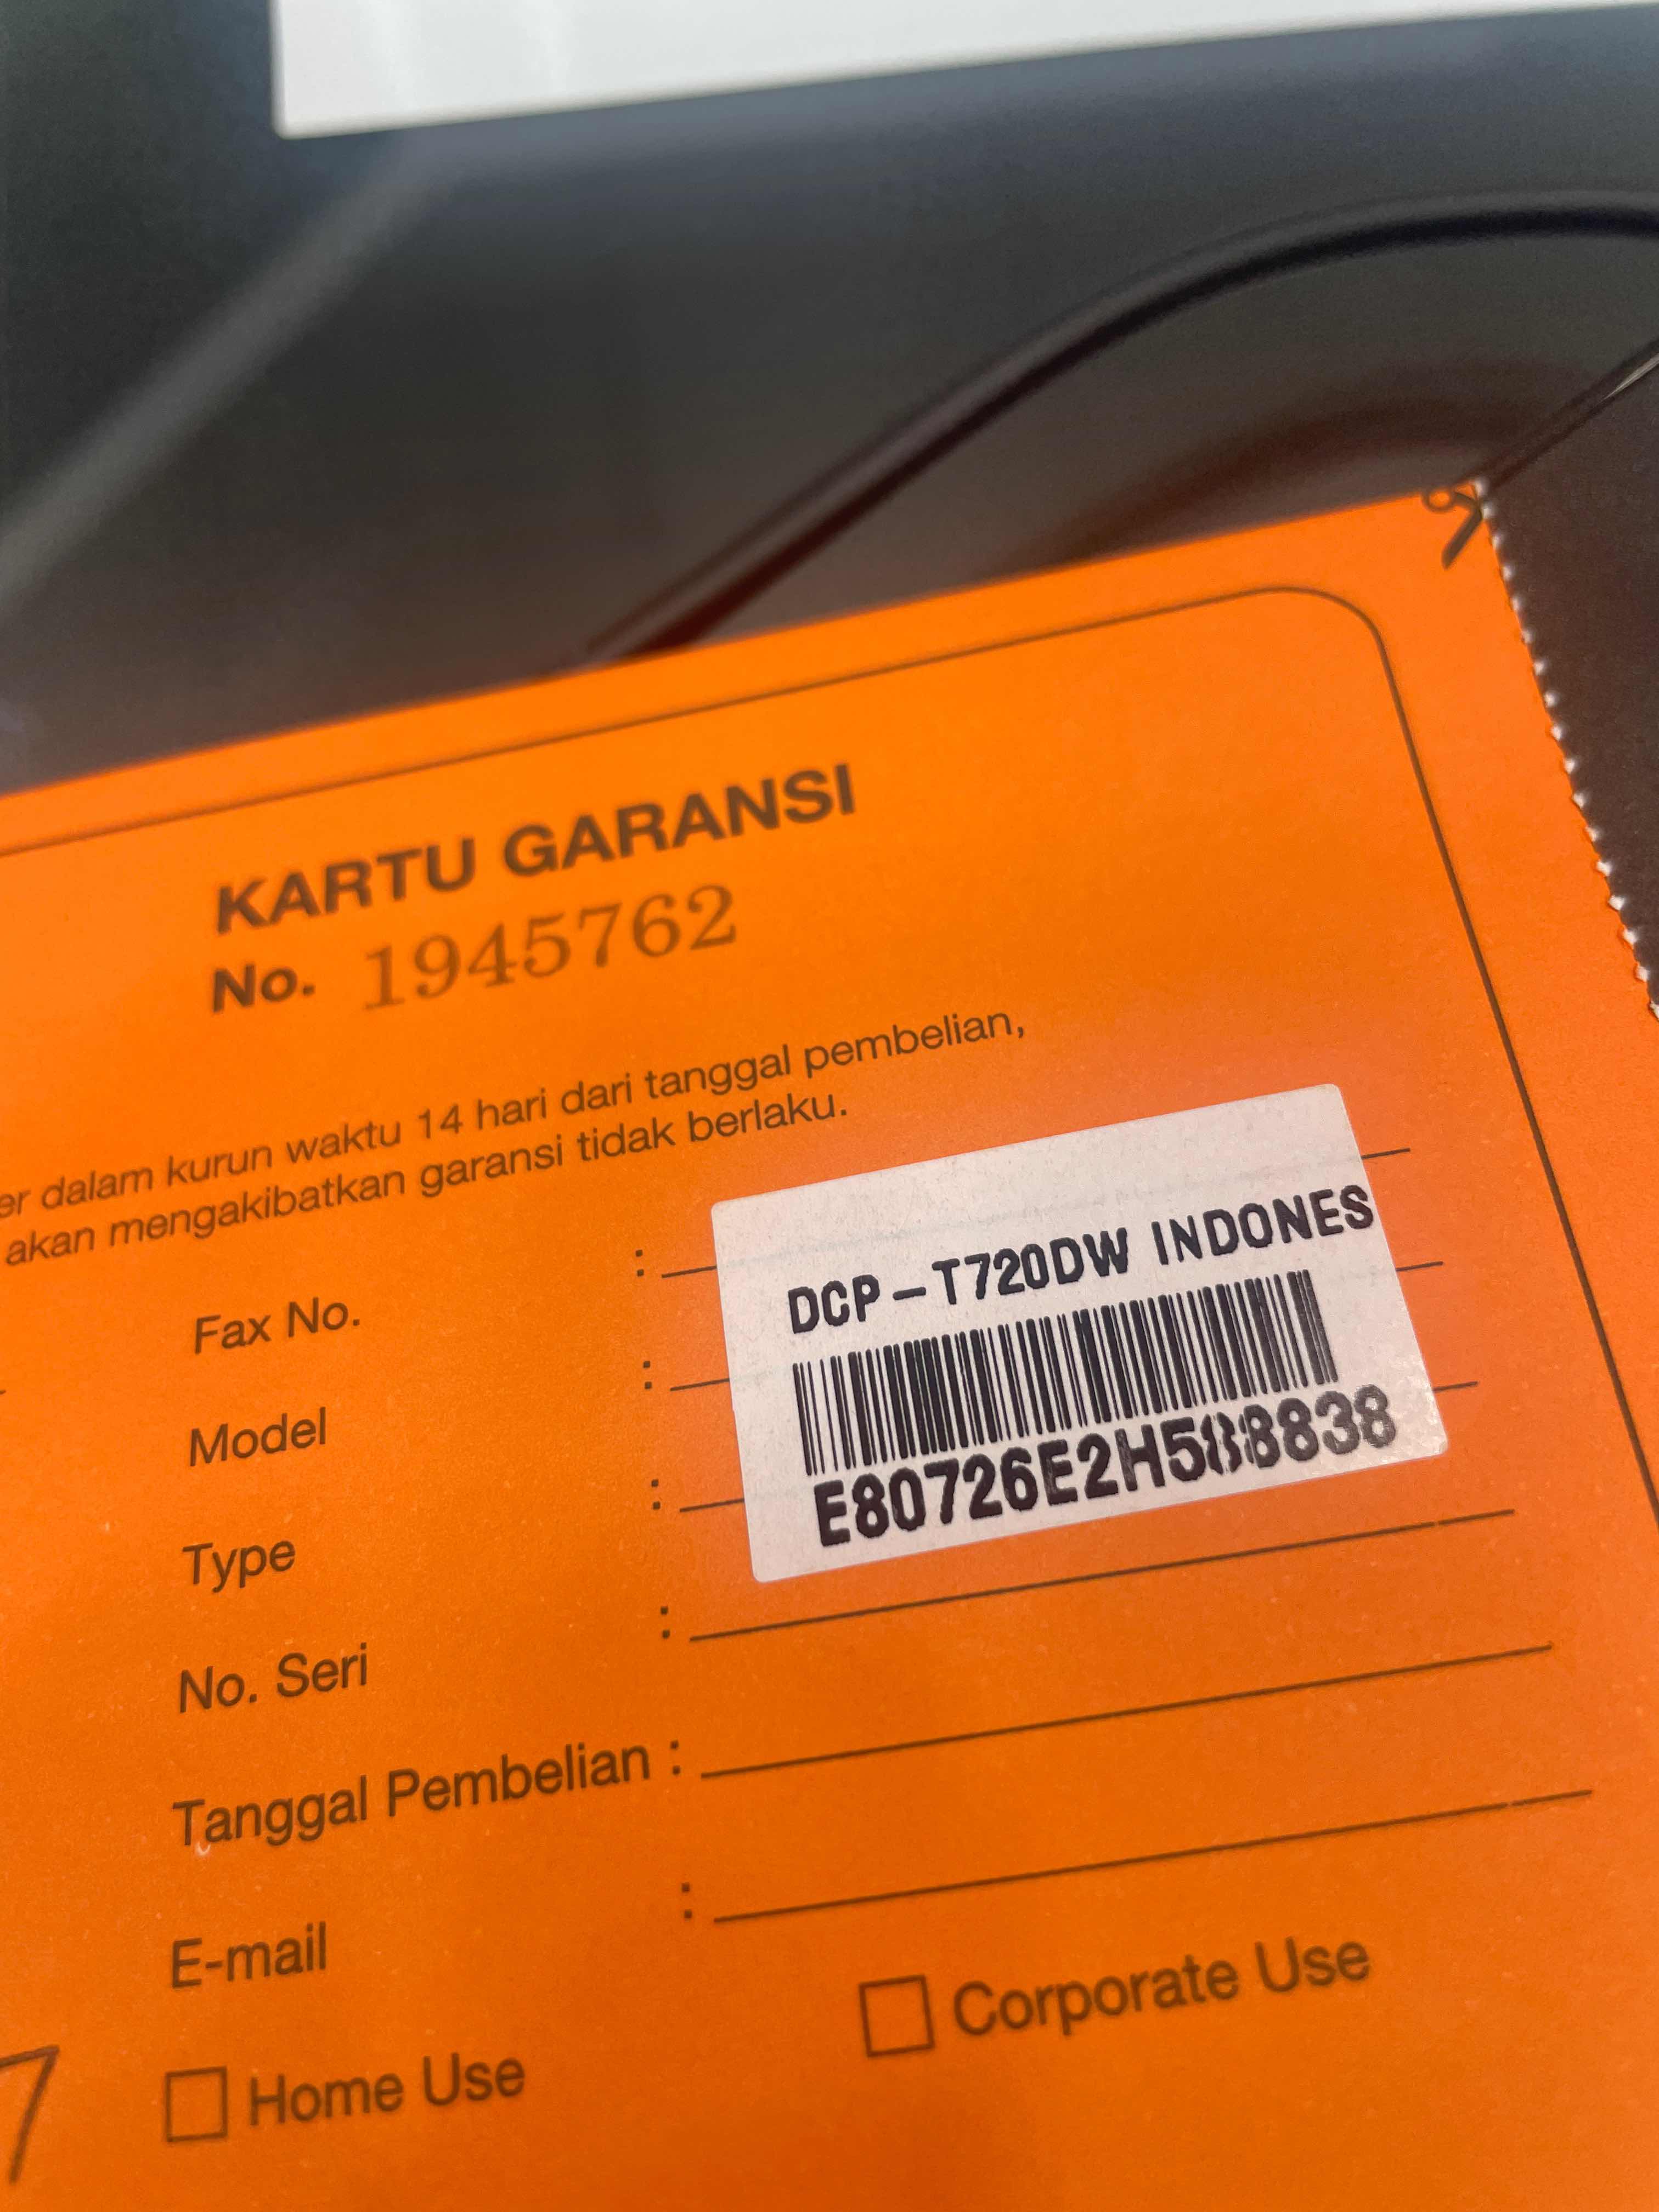 KARTU GARANSI
No. 1945762
er dalam kurun waktu 14 hari dari tanggal pembelian,
akan mengakibatkan garansi tidak berlaku.
Fax No. :
Model :
Type :
DCP-T720DW INDONES
No. Seri :
Tanggal Pembelian :
E-mail :
Home Use
Corporate Use
7